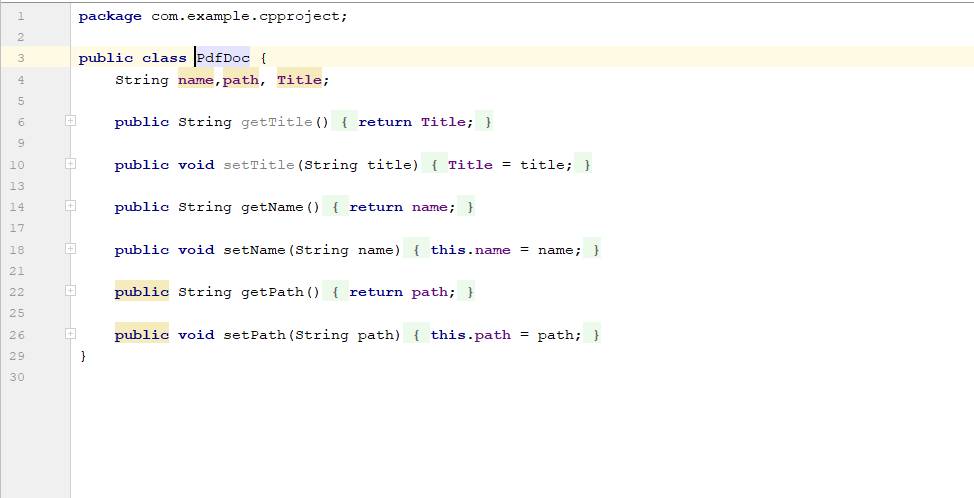 1 package com.example.cpproject;
2
3 public class PdfDoc {
4 String name,path, Title;
5
6 public String getTitle() { return Title; }
9
10 public void setTitle(String title) { Title = title; }
13
14 public String getName() { return name; }
17
18 public void setName(String name) { this.name = name; }
21
22 public String getPath() { return path; }
25
26 public void setPath(String path) { this.path = path; }
29 }
30